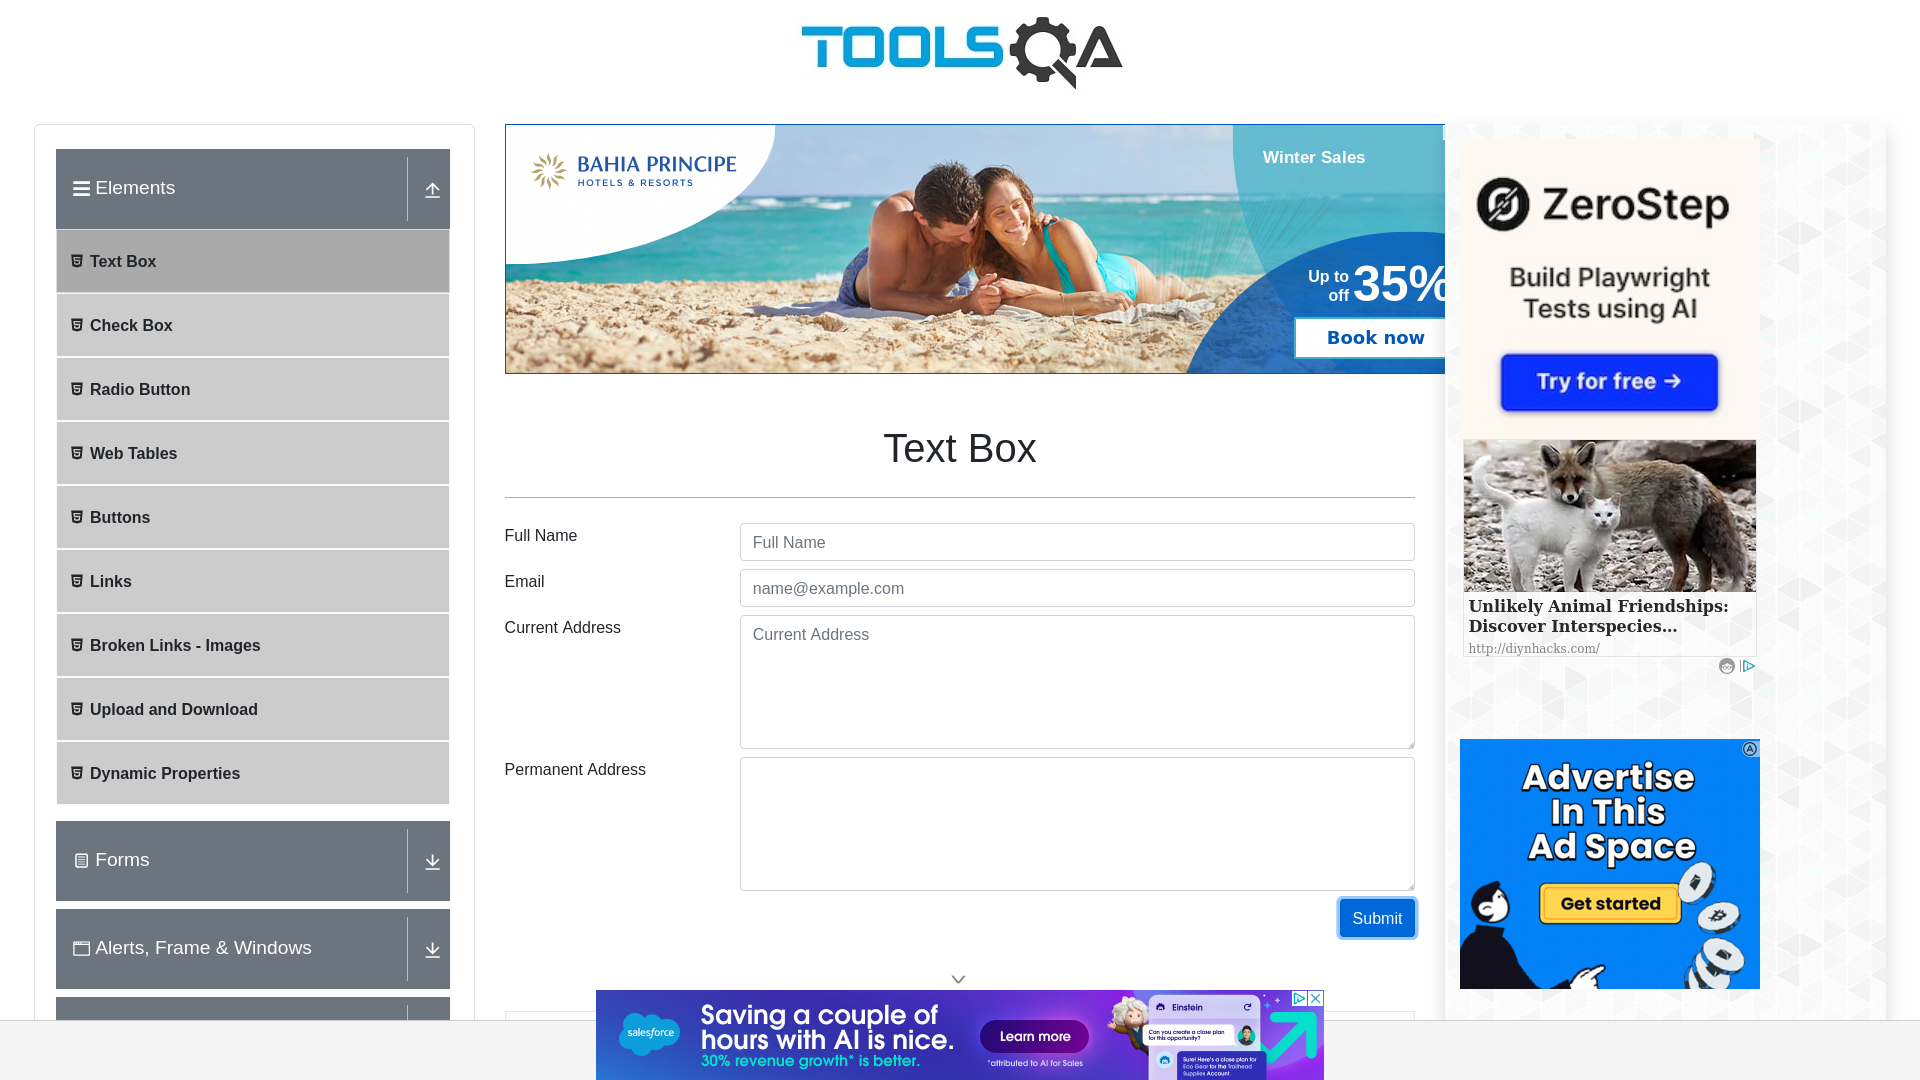 TOOLSQA
Elements
Text Box
Check Box
Radio Button
Web Tables
Buttons
Links
Broken Links - Images
Upload and Download
Dynamic Properties
Forms
Alerts, Frame & Windows
BAHIA PRINCIPE
HOTELS & RESORTS
Winter Sales
Up to
off 35%
Book now
Text Box
Full Name
Full Name
Email
name@example.com
Current Address
Current Address
Permanent Address
Submit
ZeroStep
Build Playwright
Tests using AI
Try for free →
Unlikely Animal Friendships:
Discover Interspecies...
http://diynhacks.com/
Advertise
In This
Ad Space
Get started
salesforce
Saving a couple of
hours with AI is nice.
30% revenue growth* is better.
Learn more
*attributed to AI for Sales
Einstein
Can you create a close plan
for this opportunity?
Sure! Here's a close plan for
Eco Gear for the Trailhead
Supplies Account.